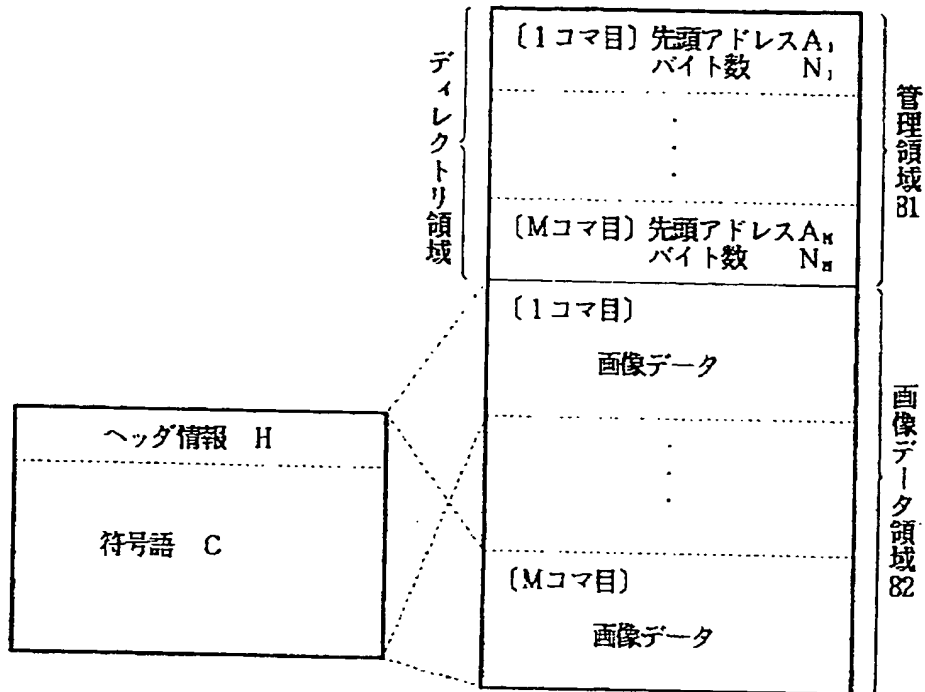 ディレクトリ領域
〔1コマ目〕先頭アドレスA₁
バイト数 N₁
〔Mコマ目〕先頭アドレスAM
バイト数 NM
管理領域81
〔1コマ目〕
画像データ
〔Mコマ目〕
画像データ
画像データ領域82
ヘッダ情報 H
符号語 C